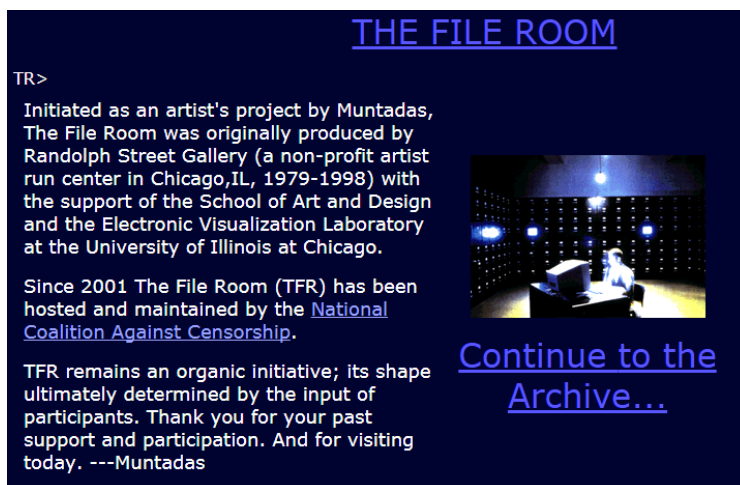 THE FILE ROOM
TR>
Initiated as an artist's project by Muntadas,
The File Room was originally produced by
Randolph Street Gallery (a non-profit artist
run center in Chicago,IL, 1979-1998) with
the support of the School of Art and Design
and the Electronic Visualization Laboratory
at the University of Illinois at Chicago.
Since 2001 The File Room (TFR) has been
hosted and maintained by the National
Coalition Against Censorship.
TFR remains an organic initiative; its shape
ultimately determined by the input of
participants. Thank you for your past
support and participation. And for visiting
today. ---Muntadas
Continue to the
Archive...